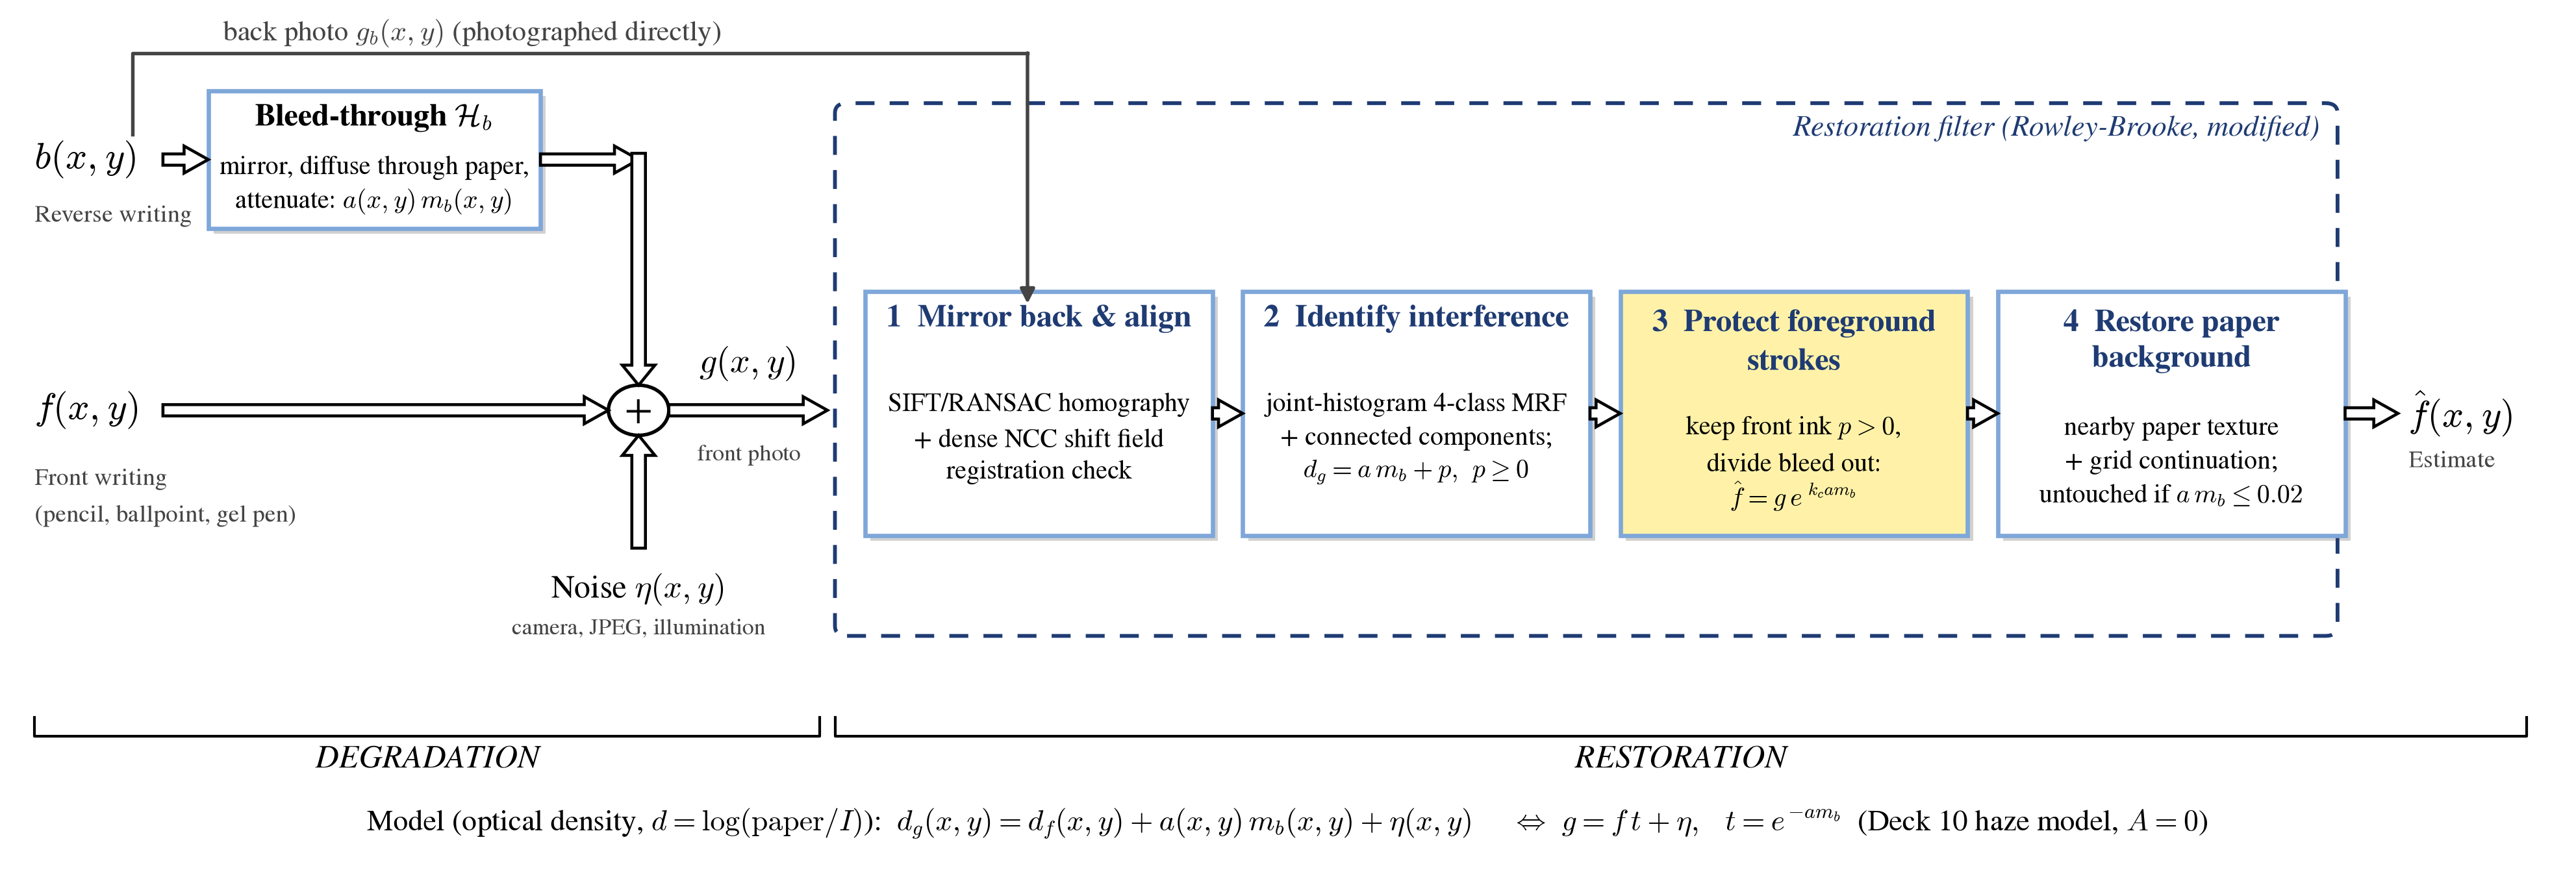 back photo g_b(x, y) (photographed directly)
Restoration filter (Rowley-Brooke, modified)
b(x, y)
Reverse writing
Bleed-through ℋ_b
mirror, diffuse through paper,
attenuate: a(x, y) m_b(x, y)
f(x, y)
Front writing
(pencil, ballpoint, gel pen)
+
g(x, y)
front photo
Noise η(x, y)
camera, JPEG, illumination
1 Mirror back & align
SIFT/RANSAC homography
+ dense NCC shift field
registration check
2 Identify interference
joint-histogram 4-class MRF
+ connected components;
d_g = a m_b + p, p ≥ 0
3 Protect foreground
strokes
keep front ink p > 0,
divide bleed out:
f̂ = g e^{k_c a m_b}
4 Restore paper
background
nearby paper texture
+ grid continuation;
untouched if a m_b ≤ 0.02
f̂(x, y)
Estimate
DEGRADATION
RESTORATION
Model (optical density, d = log(paper/I)): d_g(x, y) = d_f(x, y) + a(x, y) m_b(x, y) + η(x, y) ⇔ g = f t + η, t = e^{−a m_b} (Deck 10 haze model, A = 0)